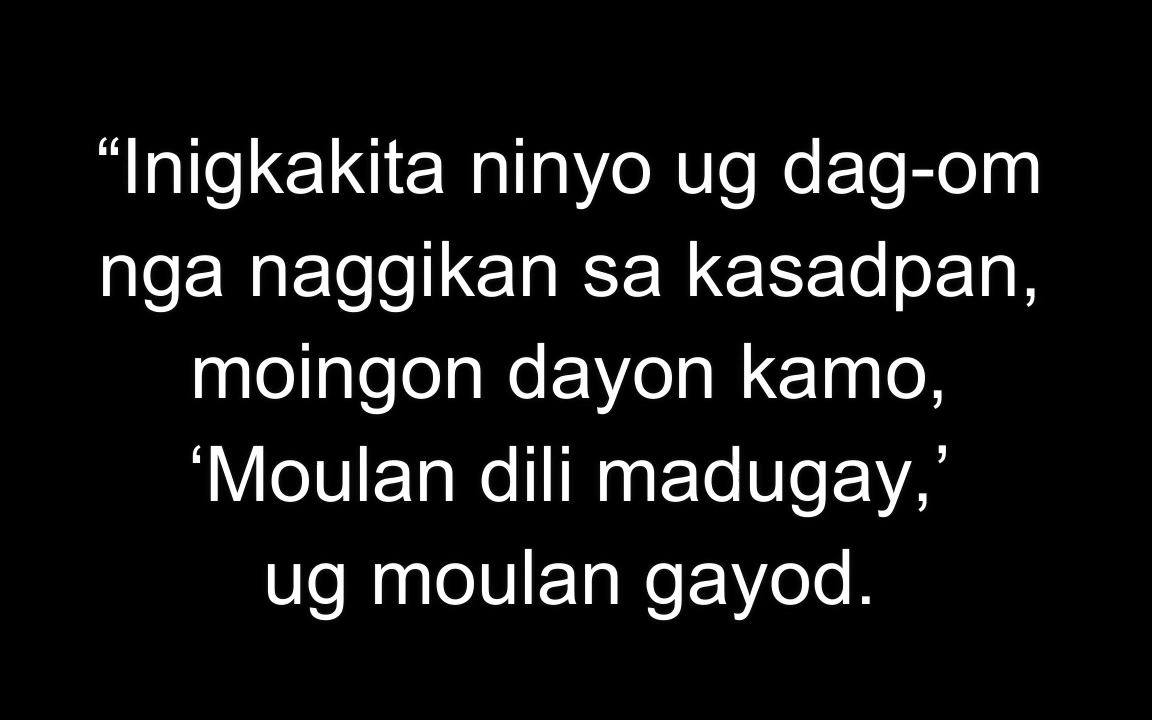 “Inigkakita ninyo ug dag-om
nga naggikan sa kasadpan,
moingon dayon kamo,
‘Moulan dili madugay,’
ug moulan gayod.